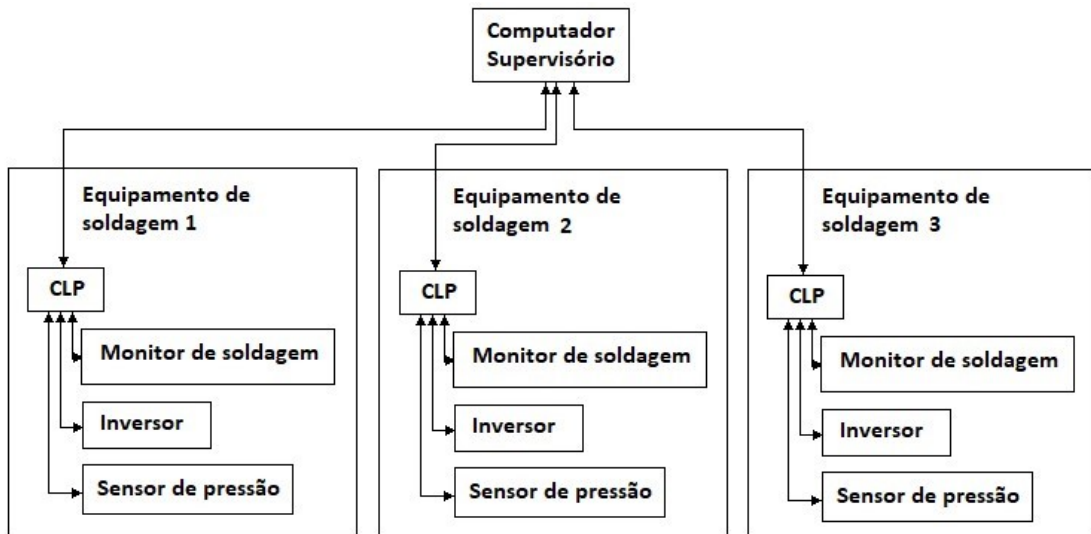 Computador
Supervisório
Equipamento de
soldagem 1
CLP
Monitor de soldagem
Inversor
Sensor de pressão
Equipamento de
soldagem 2
CLP
Monitor de soldagem
Inversor
Sensor de pressão
Equipamento de
soldagem 3
CLP
Monitor de soldagem
Inversor
Sensor de pressão